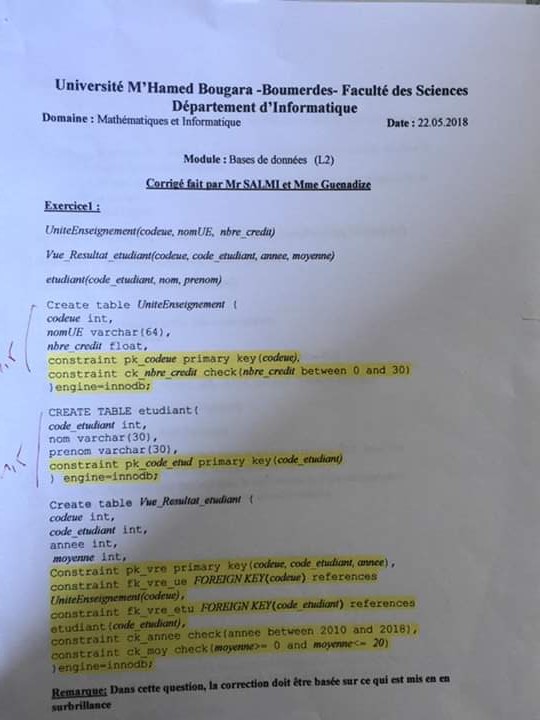 Université M'Hamed Bougara -Boumerdes- Faculté des Sciences
Département d'Informatique
Domaine : Mathématiques et Informatique Date : 22.05.2018
Module : Bases de données (L2)
Corrigé fait par Mr SALMI et Mme Guenadize
Exercice1 :
UniteEnseignement(codeue, nomUE, nbre_credit)
Vue_Resultat_etudiant(codeue, code_etudiant, annee, moyenne)
etudiant(code_etudiant, nom, prenom)
Create table UniteEnseignement (
codeue int,
nomUE varchar(64),
nbre_credit float,
constraint pk_codeue primary key(codeue),
constraint ck_nbre_credit check(nbre_credit between 0 and 30)
)engine=innodb;
CREATE TABLE etudiant(
code_etudiant int,
nom varchar(30),
prenom varchar(30),
constraint pk_code_etud primary key(code_etudiant)
) engine=innodb;
Create table Vue_Resultat_etudiant (
codeue int,
code_etudiant int,
annee int,
moyenne int,
Constraint pk_vre primary key(codeue, code_etudiant, annee),
constraint fk_vre_ue FOREIGN KEY(codeue) references
UniteEnseignement(codeue),
constraint fk_vre_etu FOREIGN KEY(code_etudiant) references
etudiant(code_etudiant),
constraint ck_annee check(annee between 2010 and 2018),
constraint ck_moy check(moyenne>= 0 and moyenne<= 20)
)engine=innodb;
Remarque: Dans cette question, la correction doit être basée sur ce qui est mis en en
surbrillance